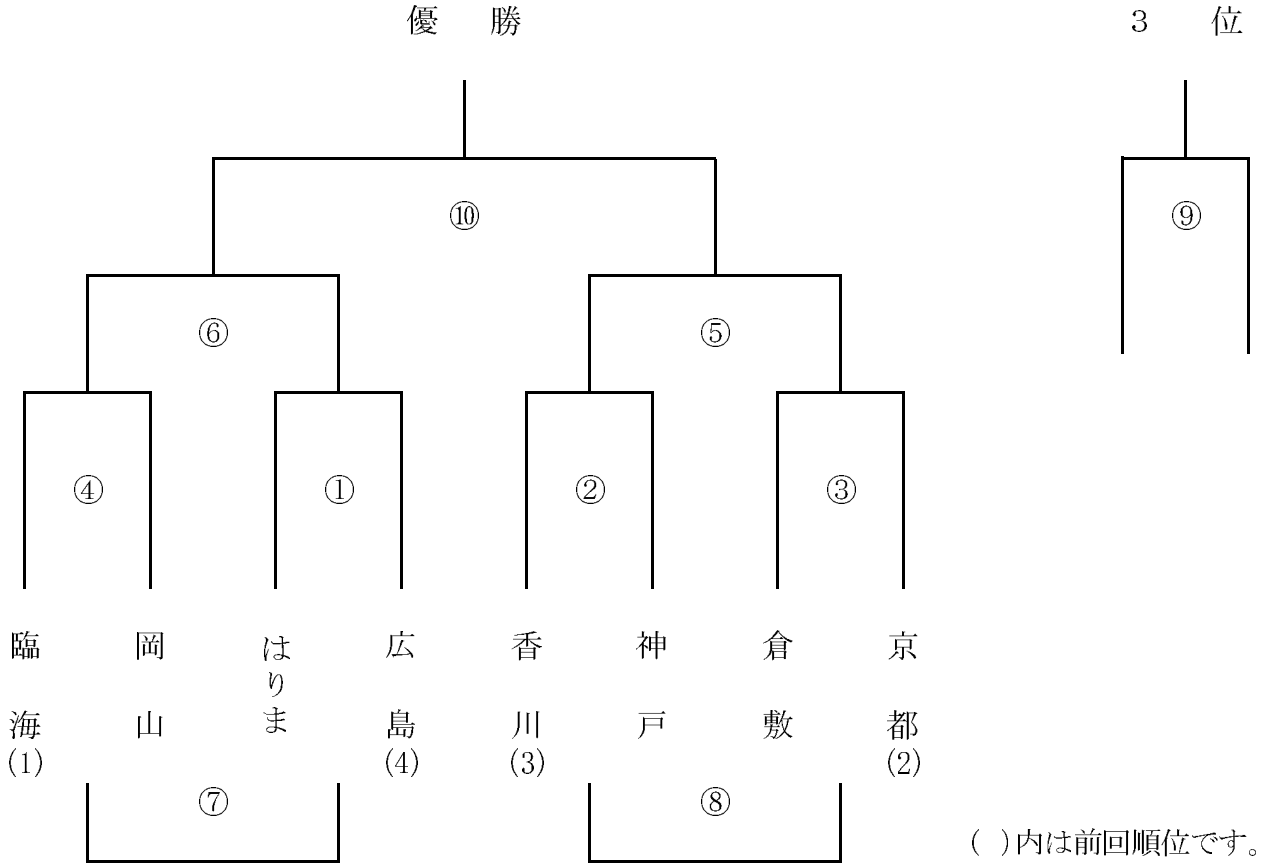 優 勝
3 位
⑩
⑨
⑥
⑤
④
①
②
③
臨海(1)
岡山
はりま
広島(4)
香川(3)
神戸
倉敷
京都(2)
⑦
⑧
( )内は前回順位です。